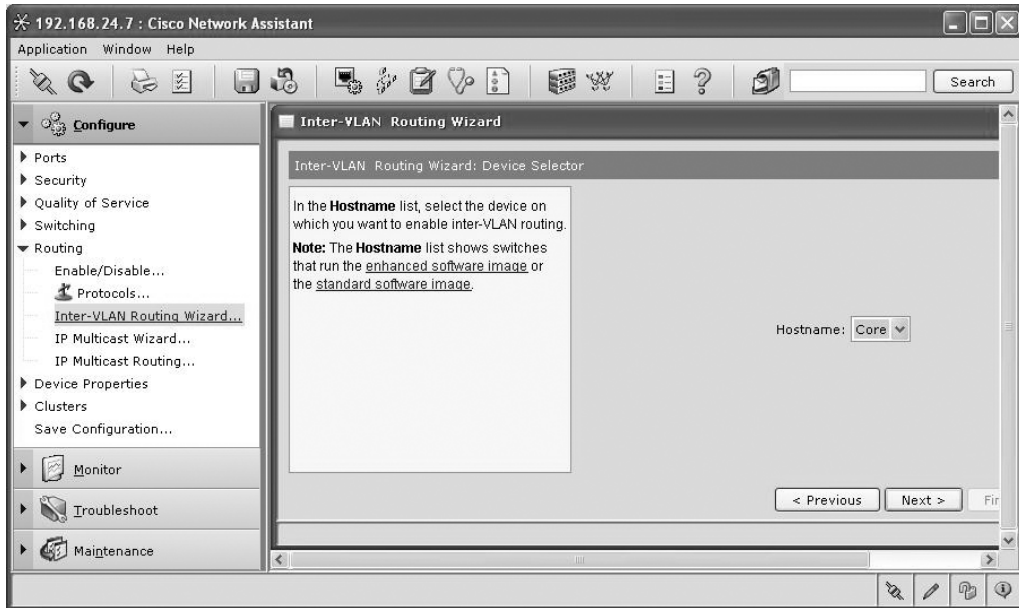 192.168.24.7 : Cisco Network Assistant
Application Window Help
Search
Configure
Ports
Security
Quality of Service
Switching
Routing
Enable/Disable...
Protocols...
Inter-VLAN Routing Wizard...
IP Multicast Wizard...
IP Multicast Routing...
Device Properties
Clusters
Save Configuration...
Monitor
Troubleshoot
Maintenance
Inter-VLAN Routing Wizard
Inter-VLAN Routing Wizard: Device Selector
In the Hostname list, select the device on
which you want to enable inter-VLAN routing.
Note: The Hostname list shows switches
that run the enhanced software image or
the standard software image.
Hostname: Core
< Previous Next >